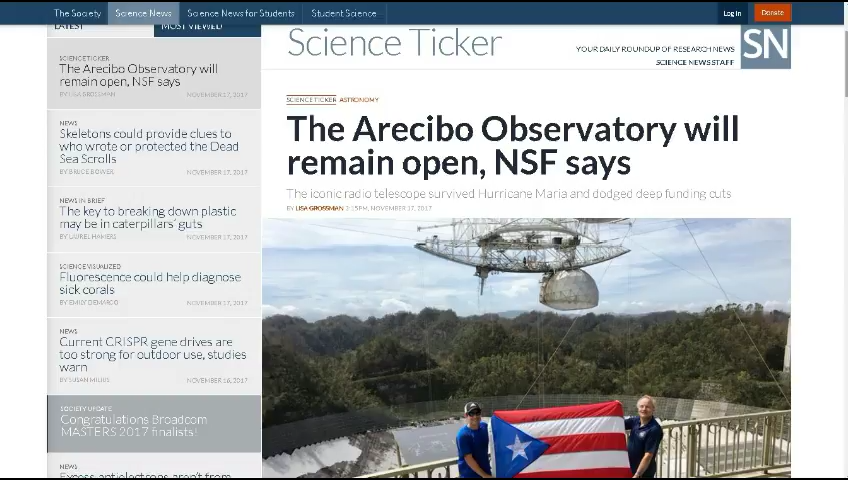 The Society
Science News
Science News for Students
Student Science
Log in
Donate
LATEST
MOST VIEWED
SCIENCE TICKER
The Arecibo Observatory will
remain open, NSF says
BY LISA GROSSMAN
NOVEMBER 17, 2017
NEWS
Skeletons could provide clues to
who wrote or protected the Dead
Sea Scrolls
BY BRUCE BOWER
NOVEMBER 17, 2017
NEWS IN BRIEF
The key to breaking down plastic
may be in caterpillars' guts
BY LAUREL HAMERS
NOVEMBER 17, 2017
SCIENCE VISUALIZED
Fluorescence could help diagnose
sick corals
BY EMILY DEMARCO
NOVEMBER 17, 2017
NEWS
Current CRISPR gene drives are
too strong for outdoor use, studies
warn
BY SUSAN MILIUS
NOVEMBER 16, 2017
SOCIETY UPDATE
Congratulations Broadcom
MASTERS 2017 finalists!
NEWS
Excess antielectrons aren't from
Science Ticker
YOUR DAILY ROUNDUP OF RESEARCH NEWS
SCIENCE NEWS STAFF
SN
SCIENCE TICKER ASTRONOMY
The Arecibo Observatory will
remain open, NSF says
The iconic radio telescope survived Hurricane Maria and dodged deep funding cuts
BY LISA GROSSMAN 2:15PM, NOVEMBER 17, 2017